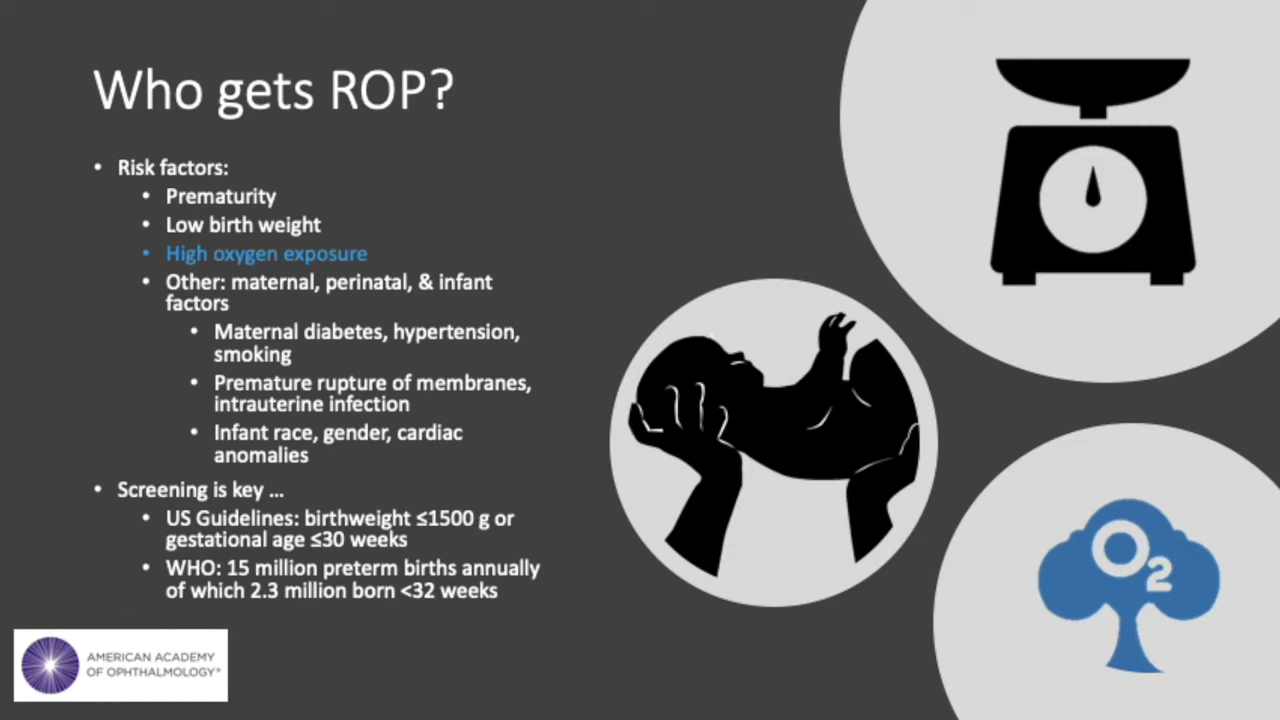 Who gets ROP?
• Risk factors:
• Prematurity
• Low birth weight
• High oxygen exposure
• Other: maternal, perinatal, & infant
factors
• Maternal diabetes, hypertension,
smoking
• Premature rupture of membranes,
intrauterine infection
• Infant race, gender, cardiac
anomalies
• Screening is key …
• US Guidelines: birthweight ≤1500 g or
gestational age ≤30 weeks
• WHO: 15 million preterm births annually
of which 2.3 million born <32 weeks
O2
AMERICAN ACADEMY
OF OPHTHALMOLOGY®